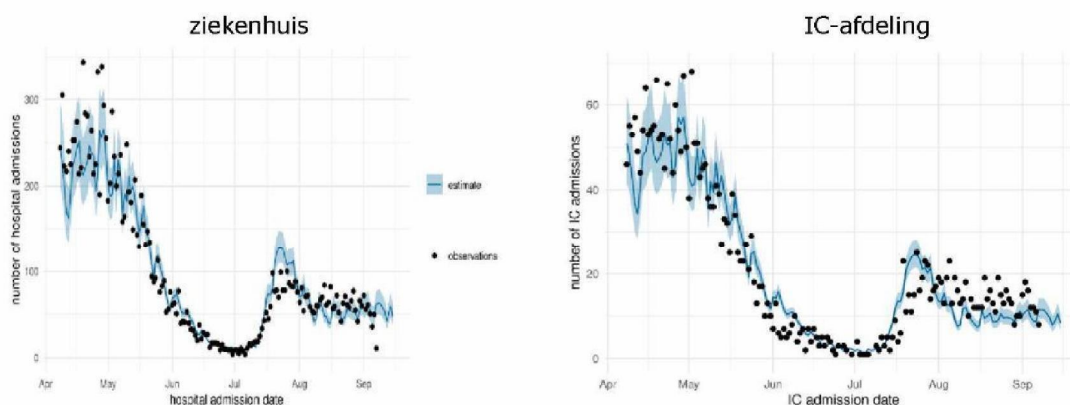 ziekenhuis
number of hospital admissions
300
200
100
0
Apr May Jun Jul Aug Sep
hospital admission date
estimate
observations
IC-afdeling
number of IC admissions
60
40
20
0
Apr May Jun Jul Aug Sep
IC admission date